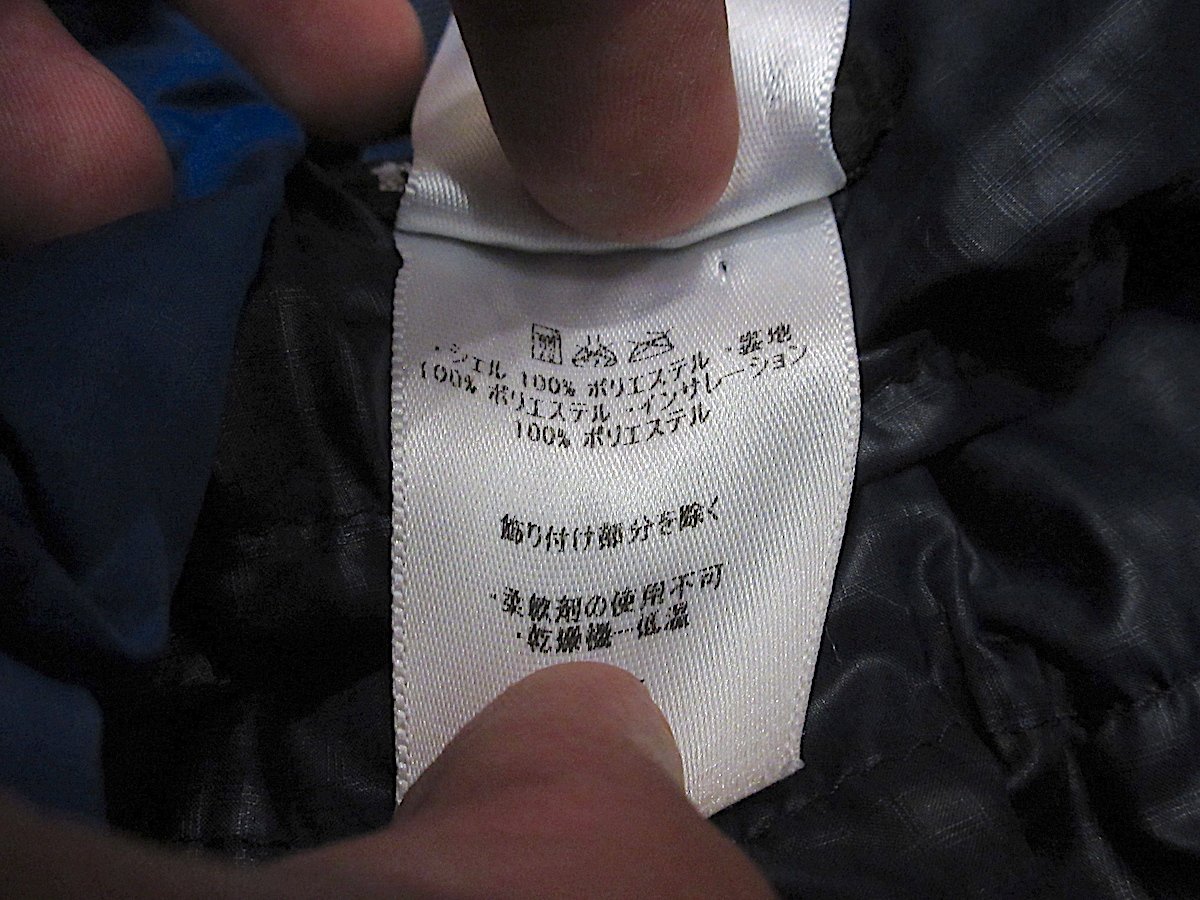 ・シェル 100% ポリエステル ・裏地
100% ポリエステル ・インサレーション
100% ポリエステル
飾り付け部分を除く
・柔軟剤の使用不可
・乾燥機―低温